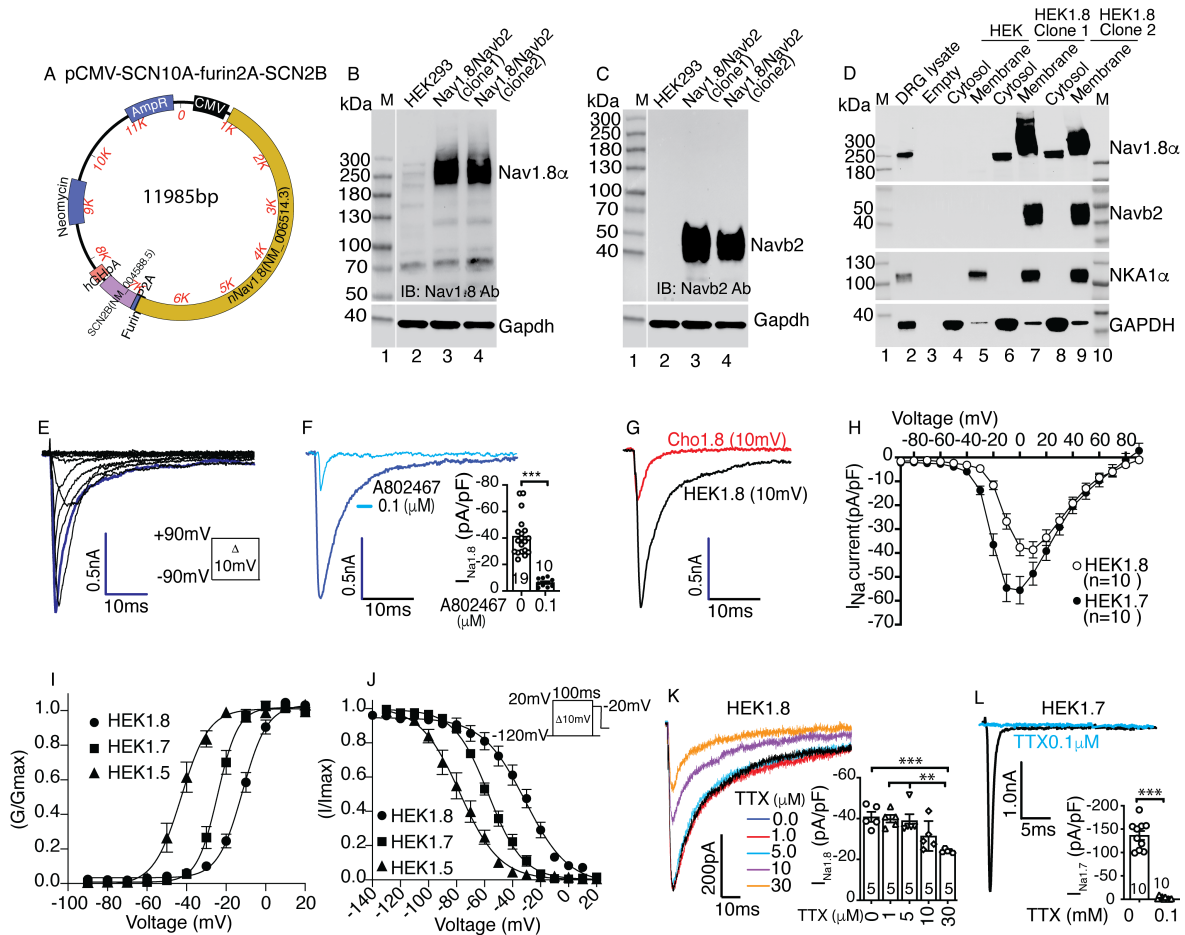 A pCMV-SCN10A-furin2A-SCN2B
AmpR
0
CMV
1K
2K
3K
4K
5K
6K
7K
8K
9K
10K
11K
11985bp
Neomycin
hGHpA
SCN2B(NM_004588.5)
Furin P2A
nNav1.8(NM_006514.3)
B
HEK293
Nav1.8/Navb2
(clone1)
Nav1.8/Navb2
(clone2)
kDa M
300
250
180
130
100
70
50
40
Nav1.8α
IB: Nav1.8 Ab
Gapdh
1 2 3 4
C
HEK293
Nav1.8/Navb2
(clone1)
Nav1.8/Navb2
(clone2)
kDa M
300
250
180
130
100
70
50
40
Navb2
IB: Navb2 Ab
40
Gapdh
1 2 3 4
D
HEK
HEK1.8
Clone 1
HEK1.8
Clone 2
kDa
M
DRG lysate
Empty
Cytosol
Membrane
Cytosol
Membrane
Cytosol
Membrane
M
300
250
180
Nav1.8α
50
40
Navb2
130
100
NKA1α
40
GAPDH
1 2 3 4 5 6 7 8 9 10
E
+90mV
Δ
10mV
-90mV
0.5nA
10ms
F
A802467
0.1 (μM)
0.5nA
10ms
INa1.8 (pA/pF)
-80
-60
-40
-20
0
***
19
10
A802467
(μM)
0 0.1
G
Cho1.8 (10mV)
HEK1.8 (10mV)
0.5nA
10ms
H
Voltage (mV)
-80 -60 -40 -20 0 20 40 60 80
0
-10
-20
-30
-40
-50
-60
-70
INa current (pA/pF)
HEK1.8
(n=10 )
HEK1.7
(n=10 )
I
(G/Gmax)
1.0
0.8
0.6
0.4
0.2
0.0
HEK1.8
HEK1.7
HEK1.5
-100 -80 -60 -40 -20 0 20
Voltage (mV)
J
(I/Imax)
1.0
0.8
0.6
0.4
0.2
0.0
100ms
20mV
-20mV
Δ10mV
-120mV
HEK1.8
HEK1.7
HEK1.5
-140 -120 -100 -80 -60 -40 -20 0 20
Voltage (mV)
K
HEK1.8
TTX (μM)
0.0
1.0
5.0
10
30
200pA
10ms
INa1.8 (pA/pF)
-60
-40
-20
0
***
**
5 5 5 5 5
TTX (μM) 0 1 5 10 30
L
HEK1.7
TTX0.1μM
1.0nA
5ms
INa1.7 (pA/pF)
-200
-150
-100
-50
0
***
10
10
TTX (mM) 0 0.1